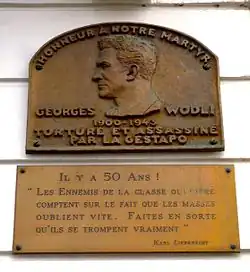 HONNEUR A NOTRE MARTYR
GEORGES WODLI
1900-1943
TORTURÉ ET ASSASSINÉ
PAR LA GESTAPO
IL Y A 50 ANS !
"LES ENNEMIS DE LA CLASSE OUVRIÈRE
COMPTENT SUR LE FAIT QUE LES MASSES
OUBLIENT VITE. FAITES EN SORTE
QU'ILS SE TROMPENT VRAIMENT"
KARL LIEBKNECHT